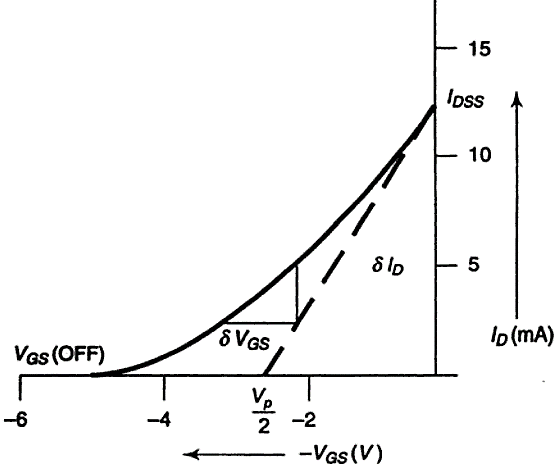 15
I_DSS
10
δ I_D
5
δ V_GS
I_D (mA)
V_GS (OFF)
V_p
2
-6
-4
-2
-V_GS (V)